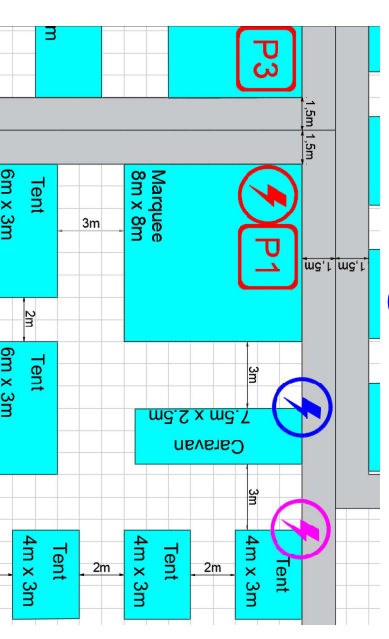 m
P3
1,5m
1,5m
Tent
6m x 3m
3m
Marquee
8m x 8m
P1
1,5m
1,5m
2m
Tent
6m x 3m
3m
Caravan
7.5m x 2.5m
3m
Tent
4m x 3m
2m
Tent
4m x 3m
2m
Tent
4m x 3m